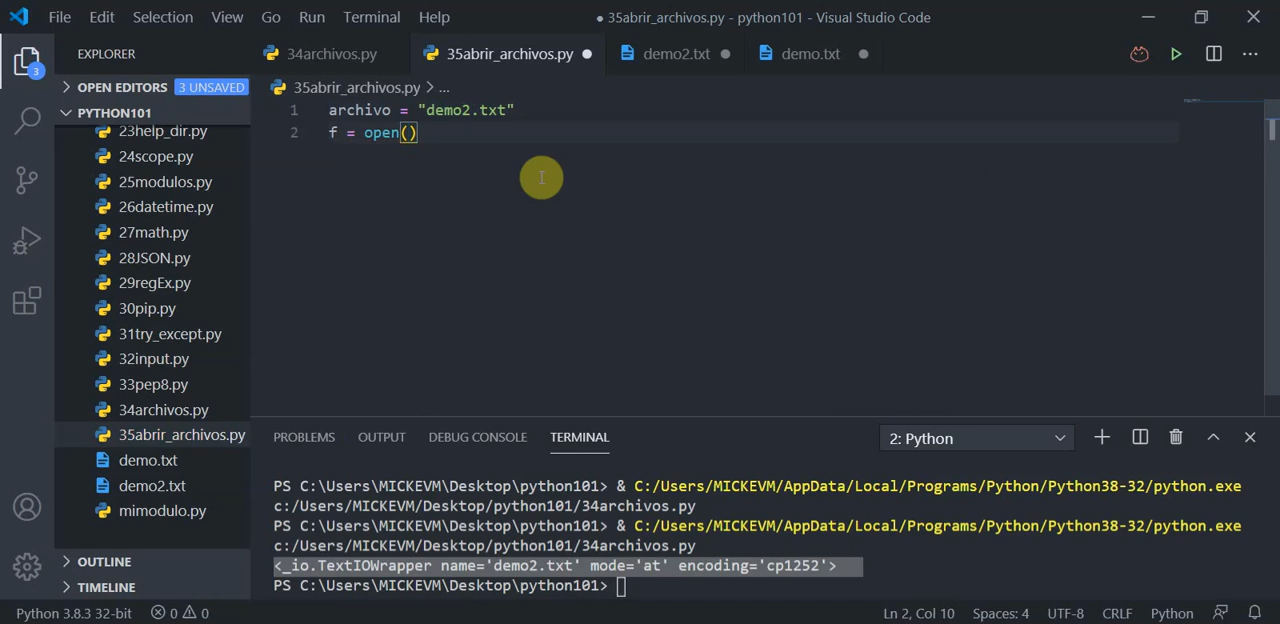 File Edit Selection View Go Run Terminal Help
● 35abrir_archivos.py - python101 - Visual Studio Code
EXPLORER
34archivos.py
35abrir_archivos.py
demo2.txt
demo.txt
3
OPEN EDITORS 3 UNSAVED
PYTHON101
23help_dir.py
24scope.py
25modulos.py
26datetime.py
27math.py
28JSON.py
29regEx.py
30pip.py
31try_except.py
32input.py
33pep8.py
34archivos.py
35abrir_archivos.py
demo.txt
demo2.txt
mimodulo.py
OUTLINE
TIMELINE
35abrir_archivos.py > ...
1 archivo = "demo2.txt"
2 f = open()
PROBLEMS OUTPUT DEBUG CONSOLE TERMINAL
2: Python
PS C:\Users\MICKEVM\Desktop\python101> & C:/Users/MICKEVM/AppData/Local/Programs/Python/Python38-32/python.exe
c:/Users/MICKEVM/Desktop/python101/34archivos.py
PS C:\Users\MICKEVM\Desktop\python101> & C:/Users/MICKEVM/AppData/Local/Programs/Python/Python38-32/python.exe
c:/Users/MICKEVM/Desktop/python101/34archivos.py
<_io.TextIOWrapper name='demo2.txt' mode='at' encoding='cp1252'>
PS C:\Users\MICKEVM\Desktop\python101>
Python 3.8.3 32-bit 0 0
Ln 2, Col 10 Spaces: 4 UTF-8 CRLF Python